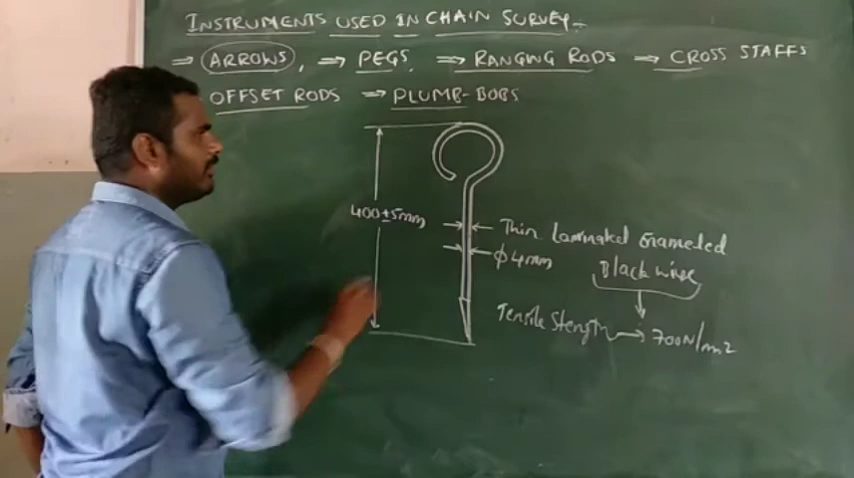 INSTRUMENTS USED IN CHAIN SURVEY.
⇒ ARROWS, ⇒ PEGS, ⇒ RANGING RODS ⇒ CROSS STAFFS
OFFSET RODS ⇒ PLUMB-BOBS
400±5mm
Thin laminated Enameled
ϕ4mm
Black wire
Tensile Stength → 700N/mm2